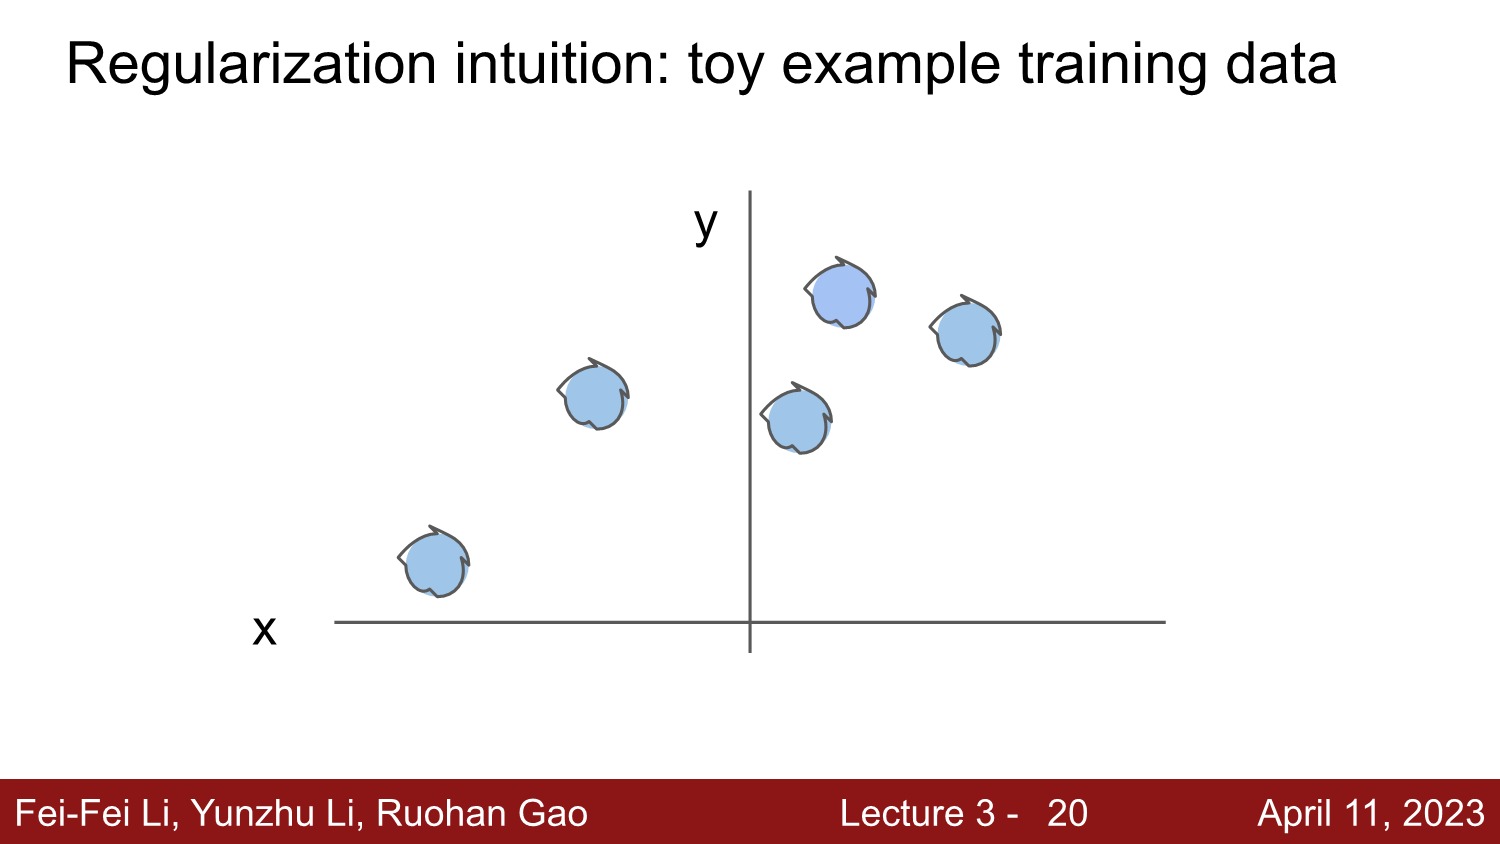 Regularization intuition: toy example training data
y
x
Fei-Fei Li, Yunzhu Li, Ruohan Gao Lecture 3 - 20 April 11, 2023